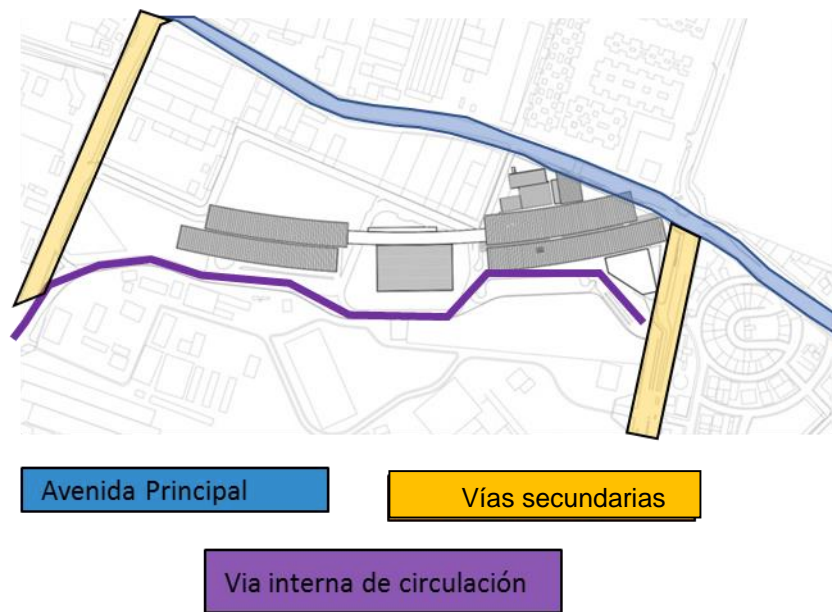 Avenida Principal
Vías secundarias
Via interna de circulación